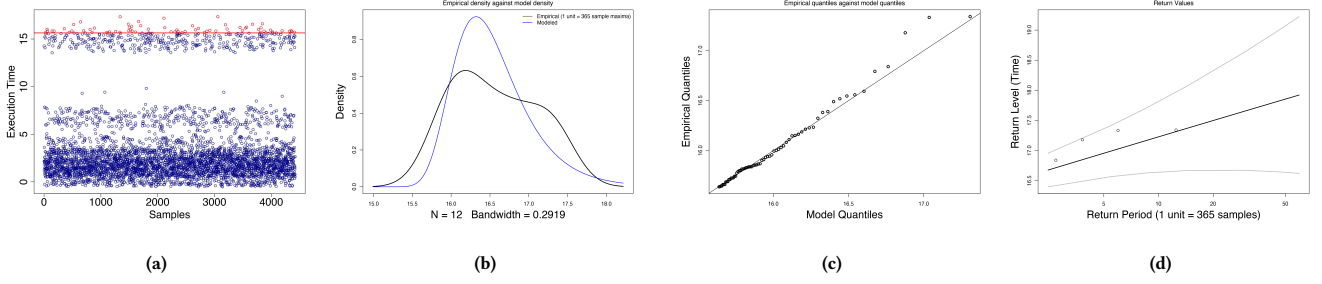 Execution Time
15
10
5
0
0
1000
2000
3000
4000
Samples
(a)
Empirical density against model density
Empirical (1 unit = 365 sample maxima)
Modeled
Density
0.8
0.6
0.4
0.2
0.0
15.0
15.5
16.0
16.5
17.0
17.5
18.0
N = 12 Bandwidth = 0.2919
(b)
Empirical quantiles against model quantiles
Empirical Quantiles
17.0
16.5
16.0
16.0
16.5
17.0
Model Quantiles
(c)
Return Values
Return Level (Time)
19.0
18.5
18.0
17.5
17.0
16.5
5
10
20
50
Return Period (1 unit = 365 samples)
(d)